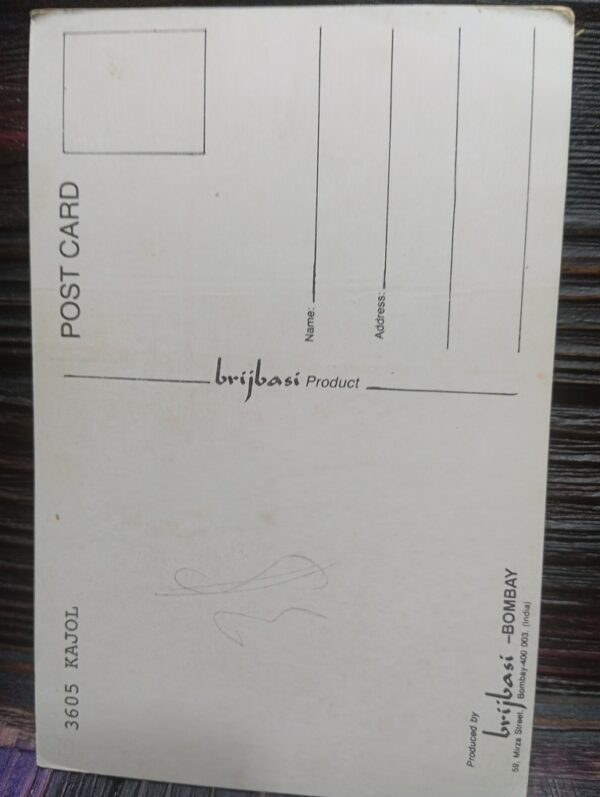 3605 KAJOL
POST CARD
brijbasi Product
Name:
Address:
Produced by
brijbasi –BOMBAY
59, Mirza Street, Bombay-400 003. (India)